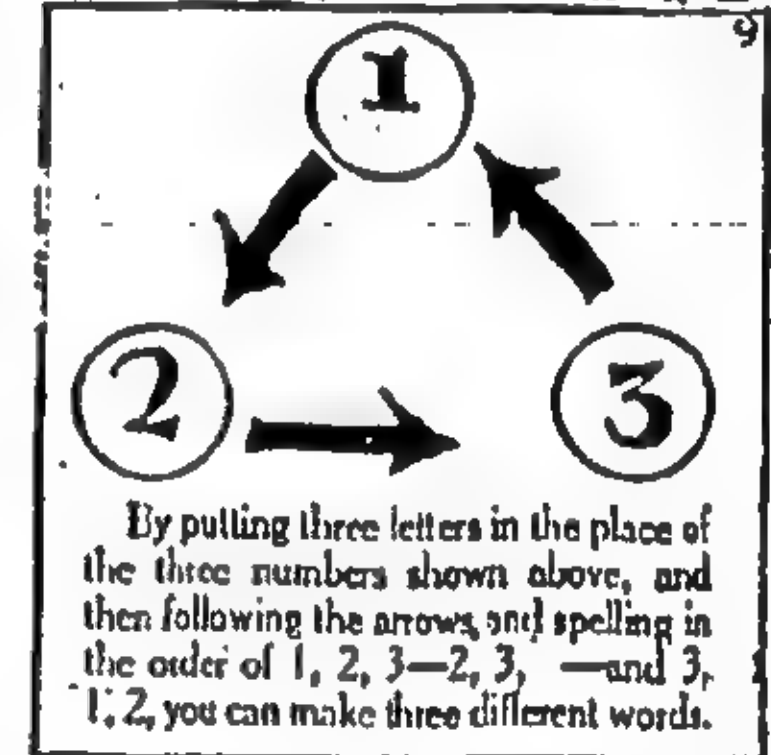 9
1
2
3
By putting three letters in the place of
the three numbers shown above, and
then following the arrows, and spelling in
the order of 1, 2, 3—2, 3, —and 3,
1, 2, you can make three different words.